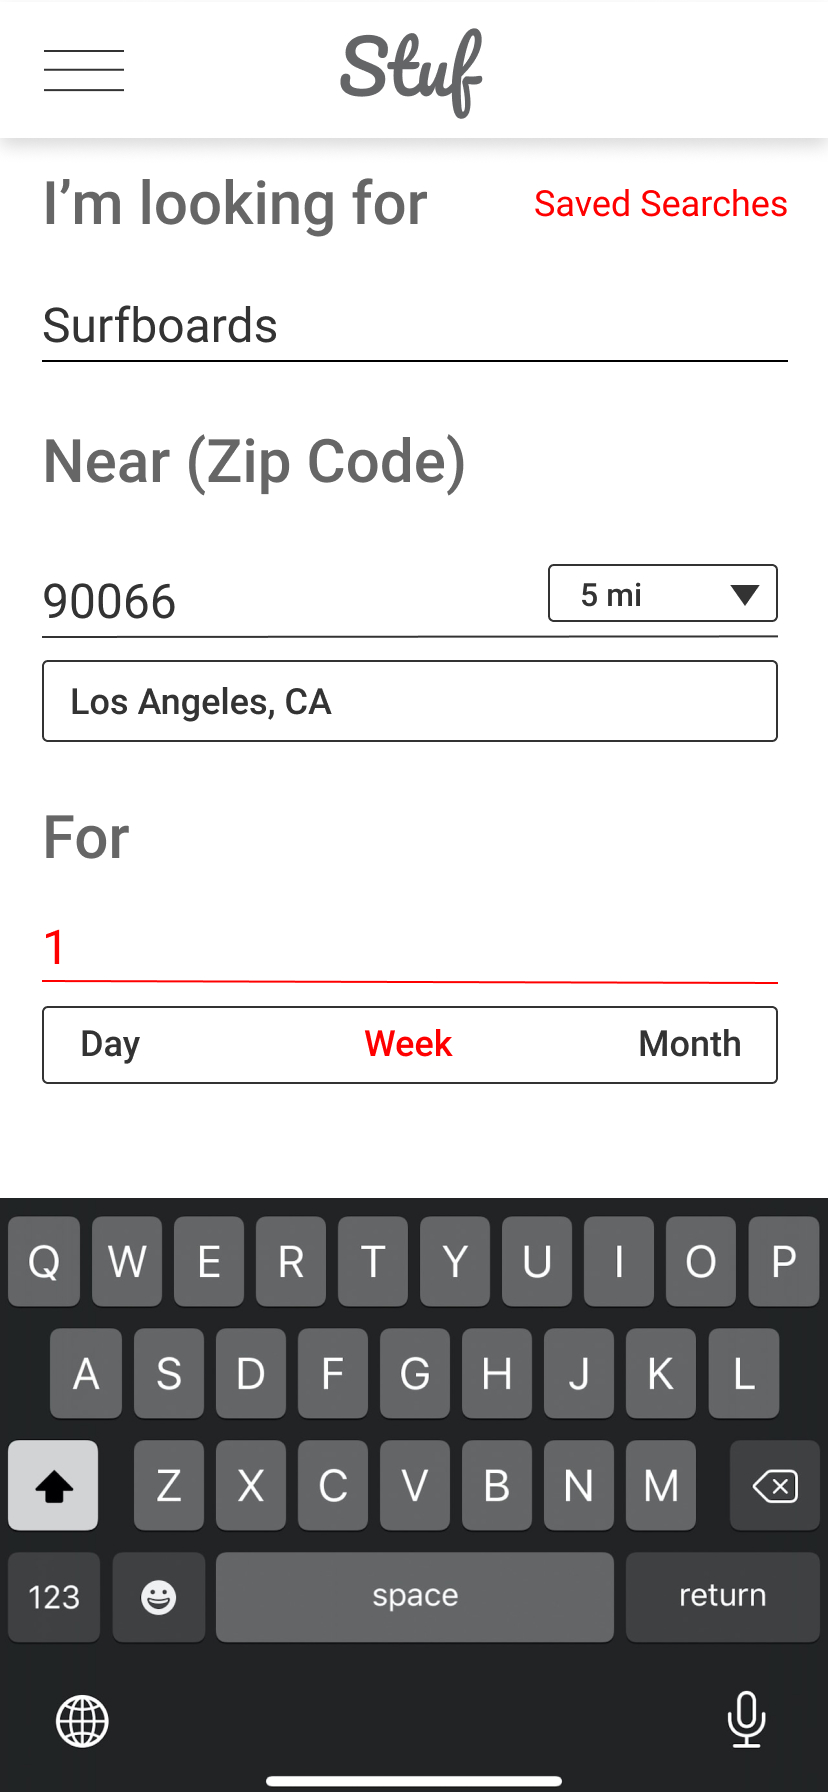 Stuf
I’m looking for
Saved Searches
Surfboards
Near (Zip Code)
90066
5 mi
Los Angeles, CA
For
1
Day Week Month
Q W E R T Y U I O P
A S D F G H J K L
Z X C V B N M
123 space return